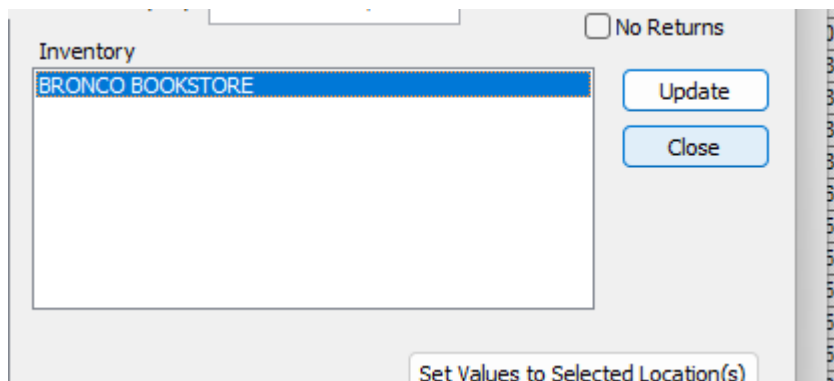 No Returns
Inventory
BRONCO BOOKSTORE
Update
Close
Set Values to Selected Location(s)